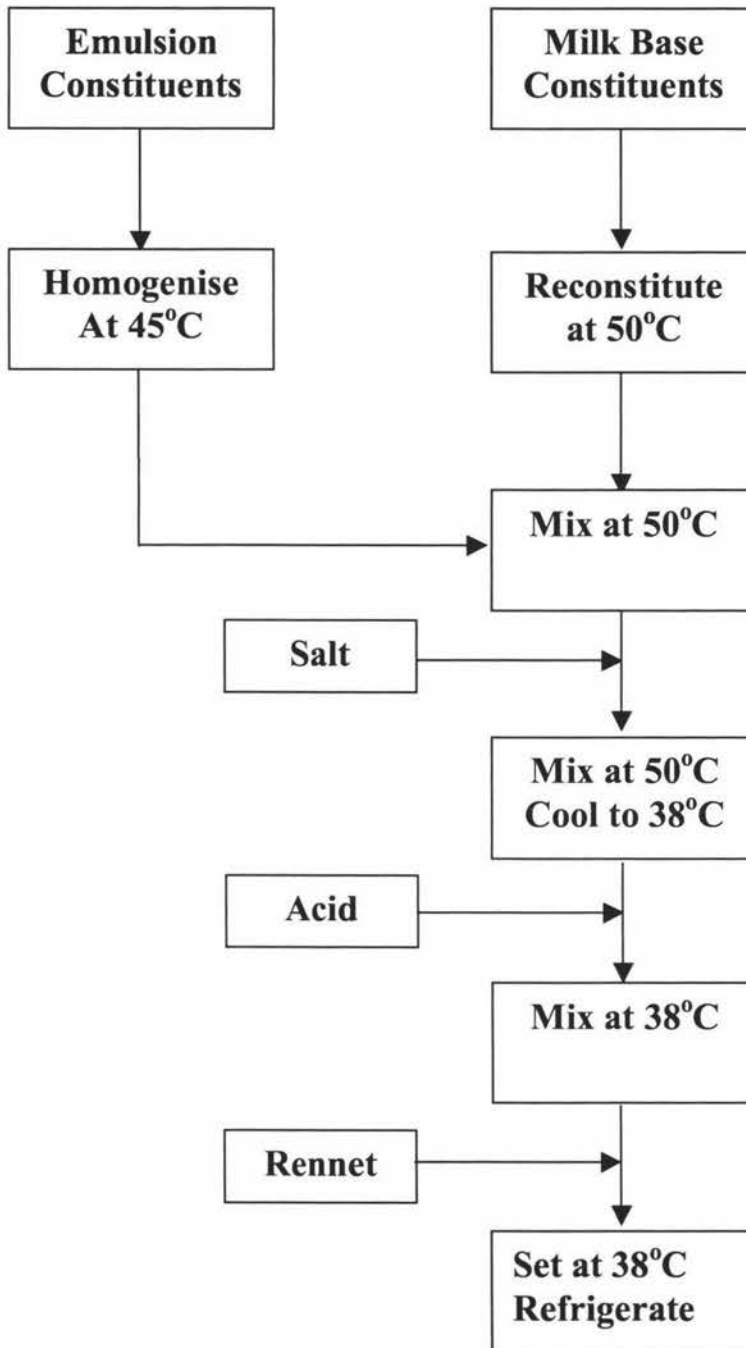 Emulsion
Constituents
Milk Base
Constituents
Homogenise
At 45°C
Reconstitute
at 50°C
Mix at 50°C
Salt
Mix at 50°C
Cool to 38°C
Acid
Mix at 38°C
Rennet
Set at 38°C
Refrigerate